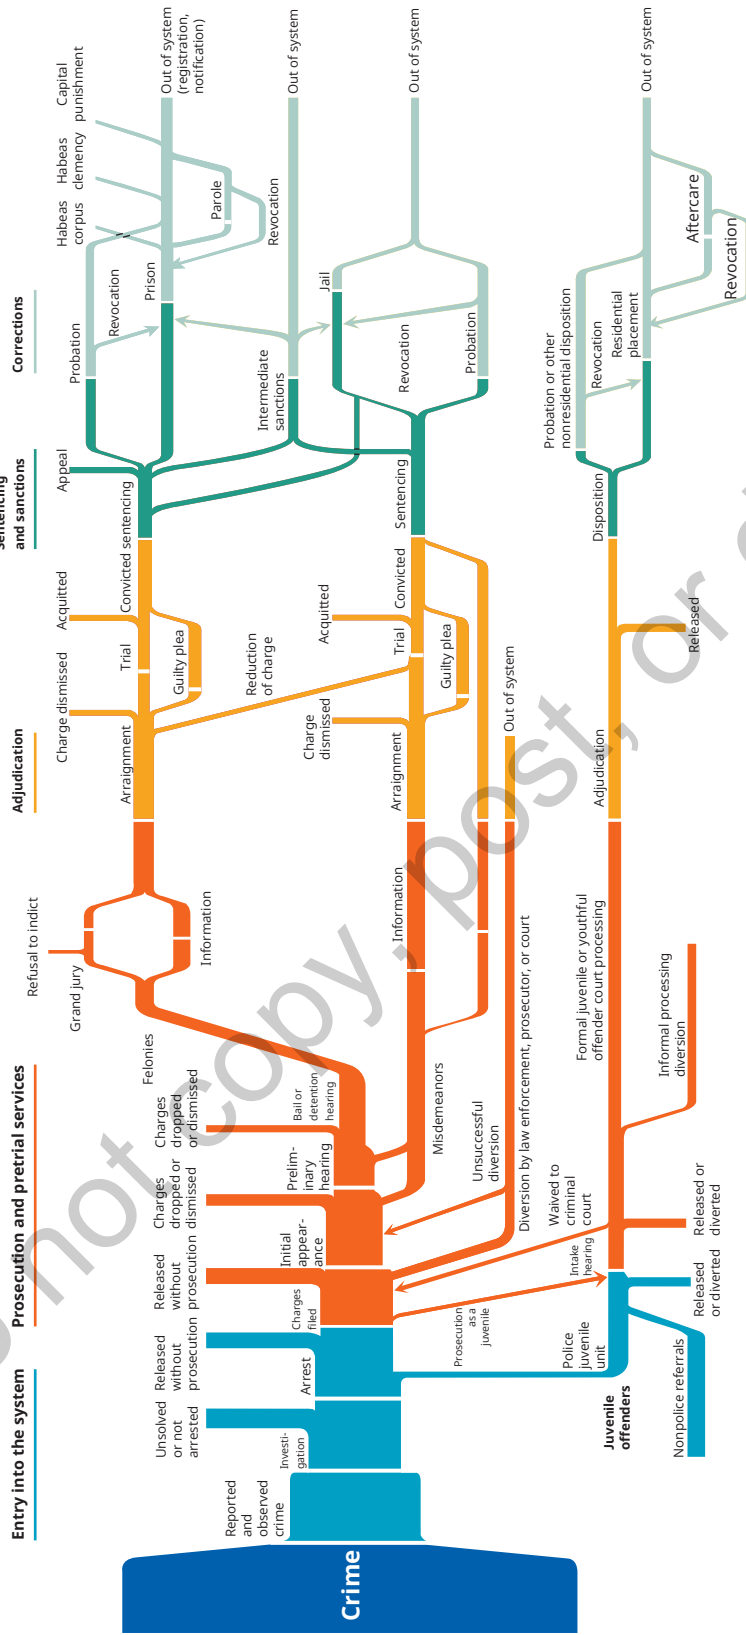 Entry into the system
Prosecution and pretrial services
Adjudication
Sentencing
and sanctions
Corrections
Crime
Reported
and
observed
crime
Investi-
gation
Unsolved
or not
arrested
Arrest
Released
without
prosecution
Charges
filed
Released
without
prosecution
Initial
appear-
ance
Charges
dropped or
dismissed
Prelim-
inary
hearing
Charges
dropped
or dismissed
Bail or
detention
hearing
Felonies
Grand jury
Refusal to indict
Information
Arraignment
Charge dismissed
Trial
Acquitted
Guilty plea
Convicted sentencing
Appeal
Reduction
of charge
Probation
Revocation
Prison
Habeas
corpus
Habeas
clemency
Capital
punishment
Parole
Revocation
Out of system
(registration,
notification)
Intermediate
sanctions
Out of system
Misdemeanors
Information
Arraignment
Charge
dismissed
Trial
Acquitted
Guilty plea
Convicted
Sentencing
Jail
Revocation
Probation
Out of system
Unsuccessful
diversion
Diversion by law enforcement, prosecutor, or court
Out of system
Prosecution
as a
juvenile
Waived to
criminal
court
Juvenile
offenders
Police
juvenile
unit
Nonpolice referrals
Released
or diverted
Intake
hearing
Released or
diverted
Formal juvenile or youthful
offender court processing
Informal processing
diversion
Adjudication
Released
Disposition
Probation or other
nonresidential disposition
Revocation
Residential
placement
Aftercare
Revocation
Out of system
not copy, post, or